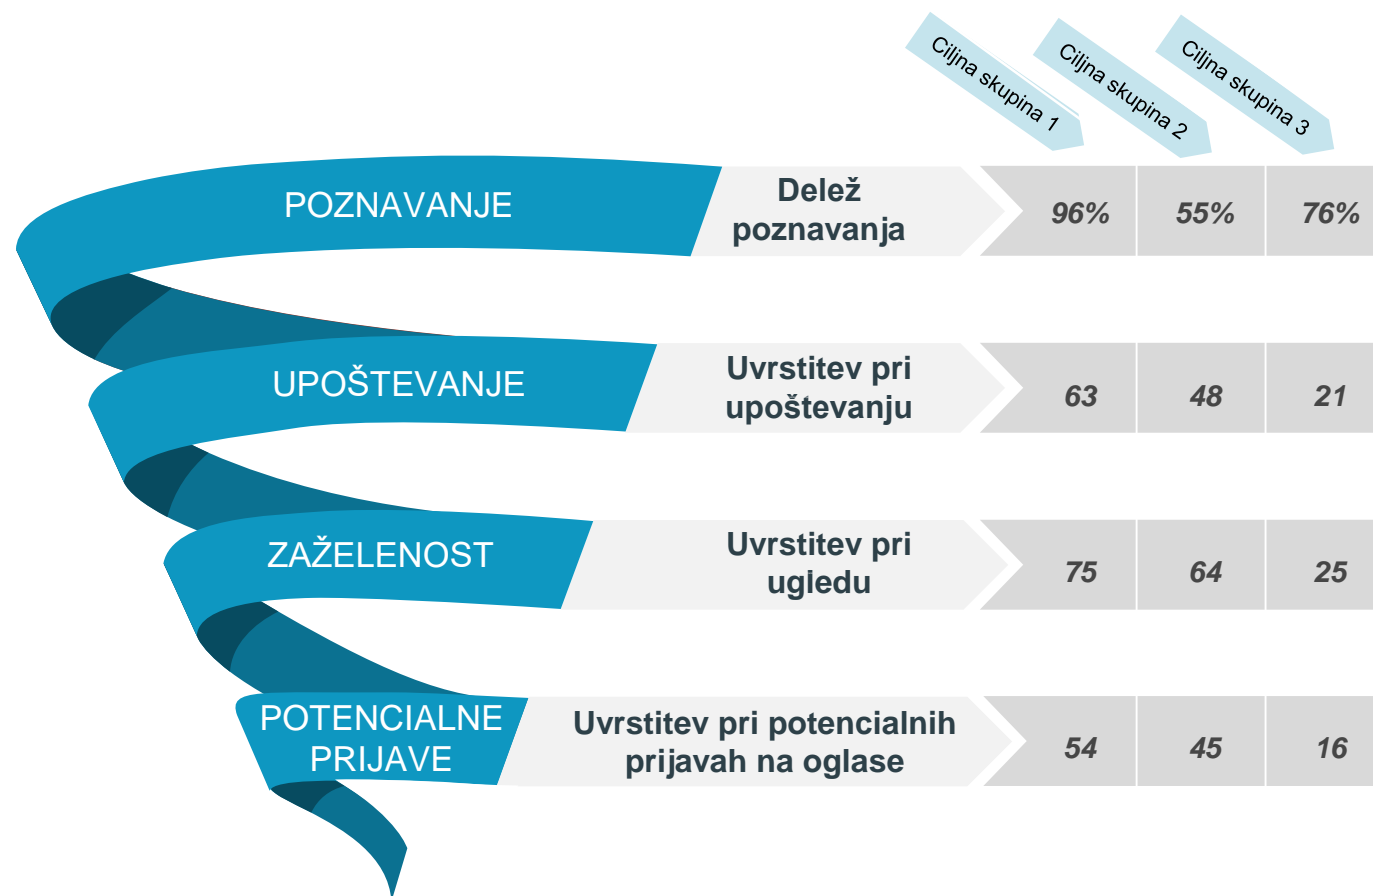 Ciljna skupina 1
Ciljna skupina 2
Ciljna skupina 3
POZNAVANJE
Delež
poznavanja
96%
55%
76%
UPOŠTEVANJE
Uvrstitev pri
upoštevanju
63
48
21
ZAŽELENOST
Uvrstitev pri
ugledu
75
64
25
POTENCIALNE
PRIJAVE
Uvrstitev pri potencialnih
prijavah na oglase
54
45
16